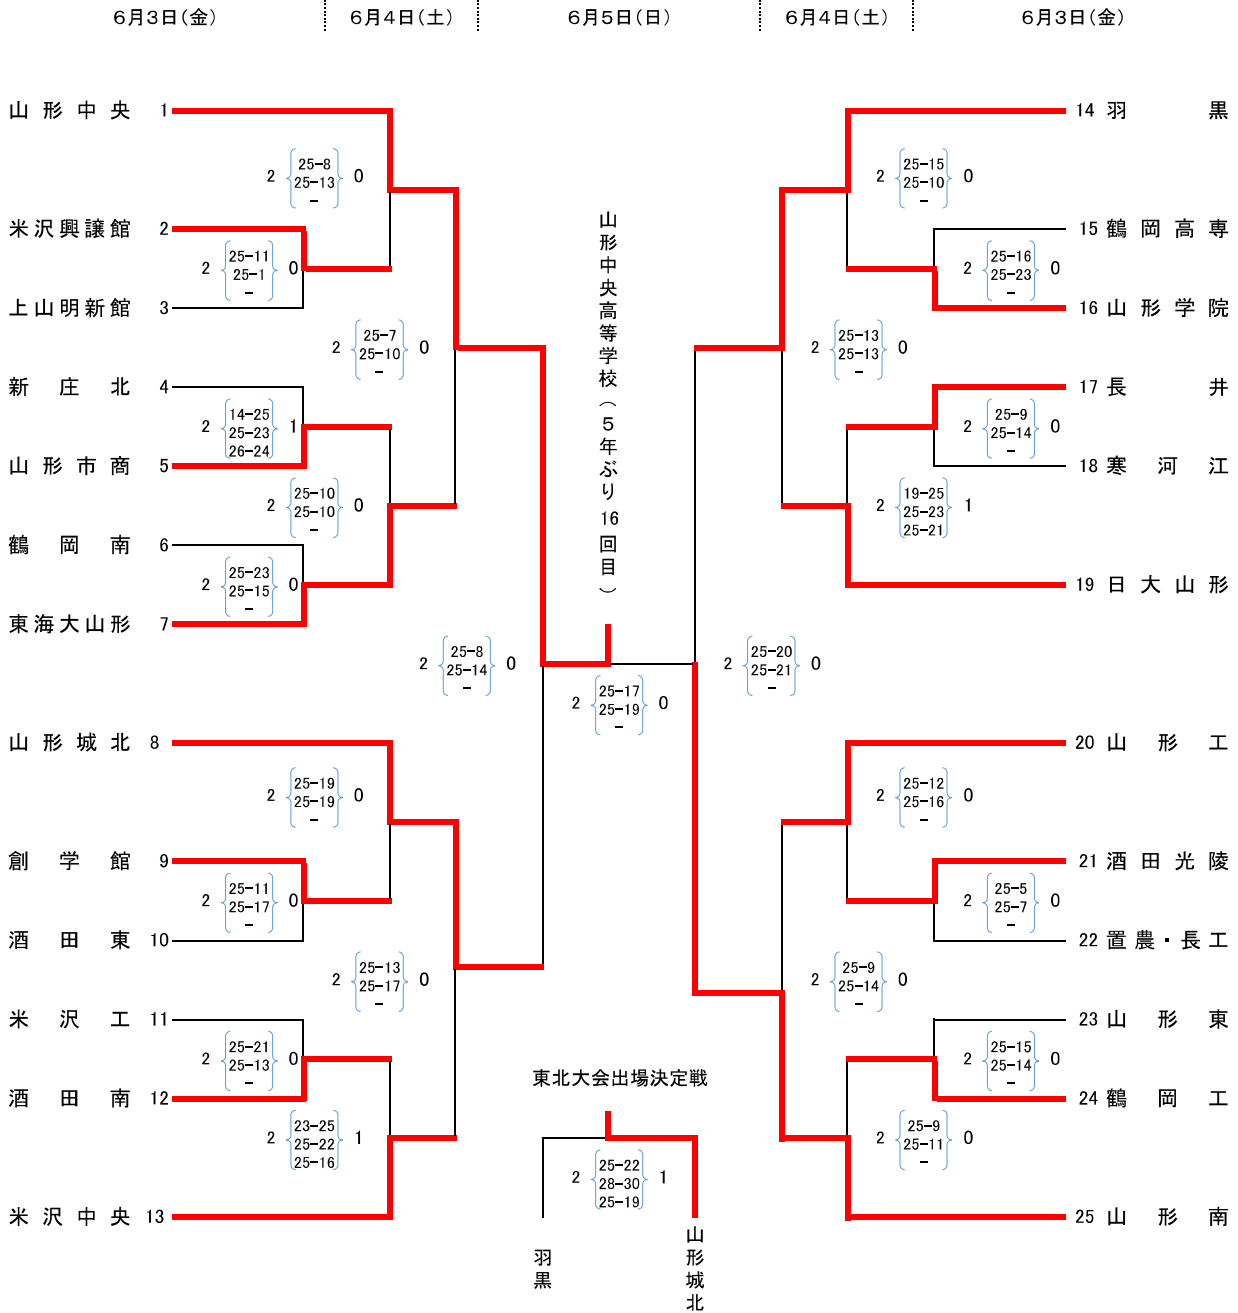 6月3日(金)
6月4日(土)
6月5日(日)
6月4日(土)
6月3日(金)
山形中央 1
2 25-8 0
25-13
-
米沢興譲館 2
2 25-11 0
25-1
-
上山明新館 3
2 25-7 0
25-10
-
新庄北 4
2 14-25 1
25-23
26-24
山形市商 5
2 25-10 0
25-10
-
鶴岡南 6
2 25-23 0
25-15
-
東海大山形 7
2 25-8 0
25-14
-
山形城北 8
2 25-19 0
25-19
-
創学館 9
2 25-11 0
25-17
-
酒田東 10
2 25-13 0
25-17
-
米沢工 11
2 25-21 0
25-13
-
酒田南 12
2 23-25 1
25-22
25-16
米沢中央 13
山形中央高等学校(5年ぶり16回目)
2 25-17 0
25-19
-
東北大会出場決定戦
2 25-22 1
28-30
25-19
羽黒
山形城北
14 羽黒
2 25-15 0
25-10
-
15 鶴岡高専
2 25-16 0
25-23
-
16 山形学院
2 25-13 0
25-13
-
17 長井
2 25-9 0
25-14
-
18 寒河江
2 19-25 1
25-23
25-21
19 日大山形
2 25-20 0
25-21
-
20 山形工
2 25-12 0
25-16
-
21 酒田光陵
2 25-5 0
25-7
-
22 置農・長工
2 25-9 0
25-14
-
23 山形東
2 25-15 0
25-14
-
24 鶴岡工
2 25-9 0
25-11
-
25 山形南